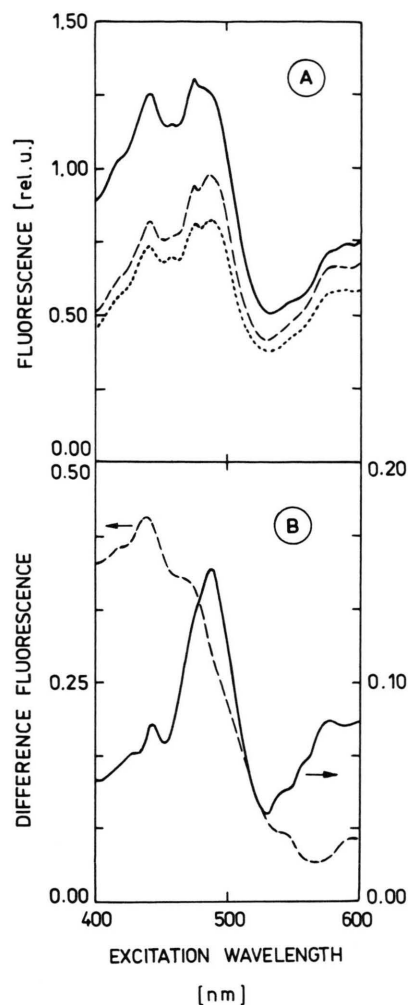 1.50
A
1.00
0.50
0.00
FLUORESCENCE [rel. u.]
0.50
0.20
B
0.25
0.10
0.00
0.00
DIFFERENCE FLUORESCENCE
400
500
600
EXCITATION WAVELENGTH
[nm]